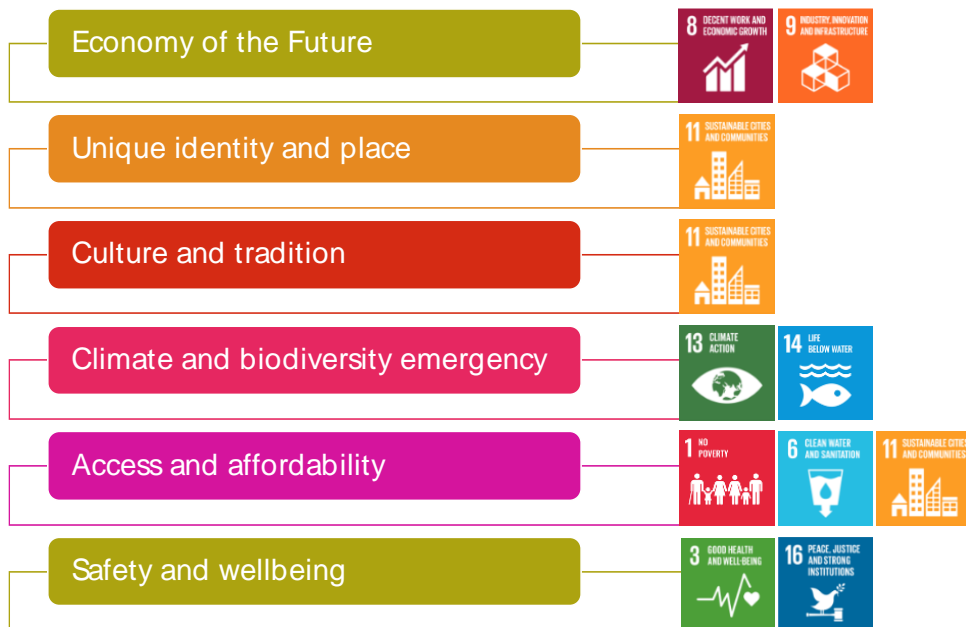 Economy of the Future
8 DECENT WORK AND
ECONOMIC GROWTH
9 INDUSTRY, INNOVATION
AND INFRASTRUCTURE
Unique identity and place
11 SUSTAINABLE CITIES
AND COMMUNITIES
Culture and tradition
11 SUSTAINABLE CITIES
AND COMMUNITIES
Climate and biodiversity emergency
13 CLIMATE
ACTION
14 LIFE
BELOW WATER
Access and affordability
1 NO
POVERTY
6 CLEAN WATER
AND SANITATION
11 SUSTAINABLE CITIES
AND COMMUNITIES
Safety and wellbeing
3 GOOD HEALTH
AND WELL-BEING
16 PEACE, JUSTICE
AND STRONG
INSTITUTIONS